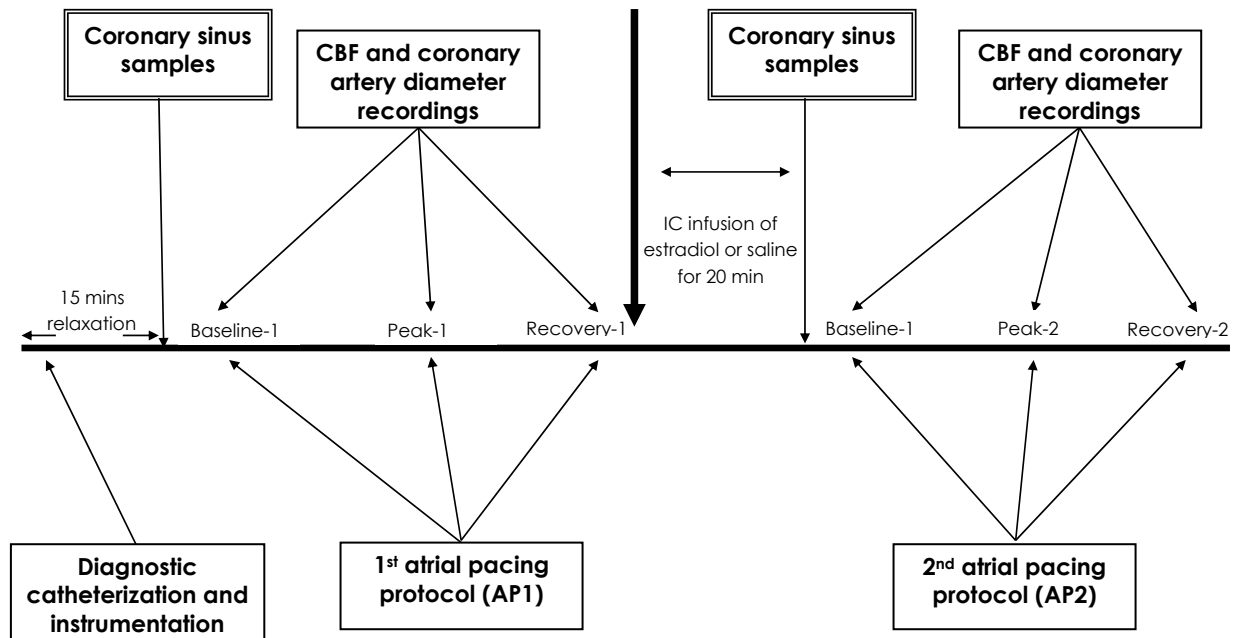 Coronary sinus
samples
CBF and coronary
artery diameter
recordings
Coronary sinus
samples
CBF and coronary
artery diameter
recordings
IC infusion of
estradiol or saline
for 20 min
15 mins
relaxation
Baseline-1
Peak-1
Recovery-1
Baseline-1
Peak-2
Recovery-2
Diagnostic
catheterization and
instrumentation
1st atrial pacing
protocol (AP1)
2nd atrial pacing
protocol (AP2)